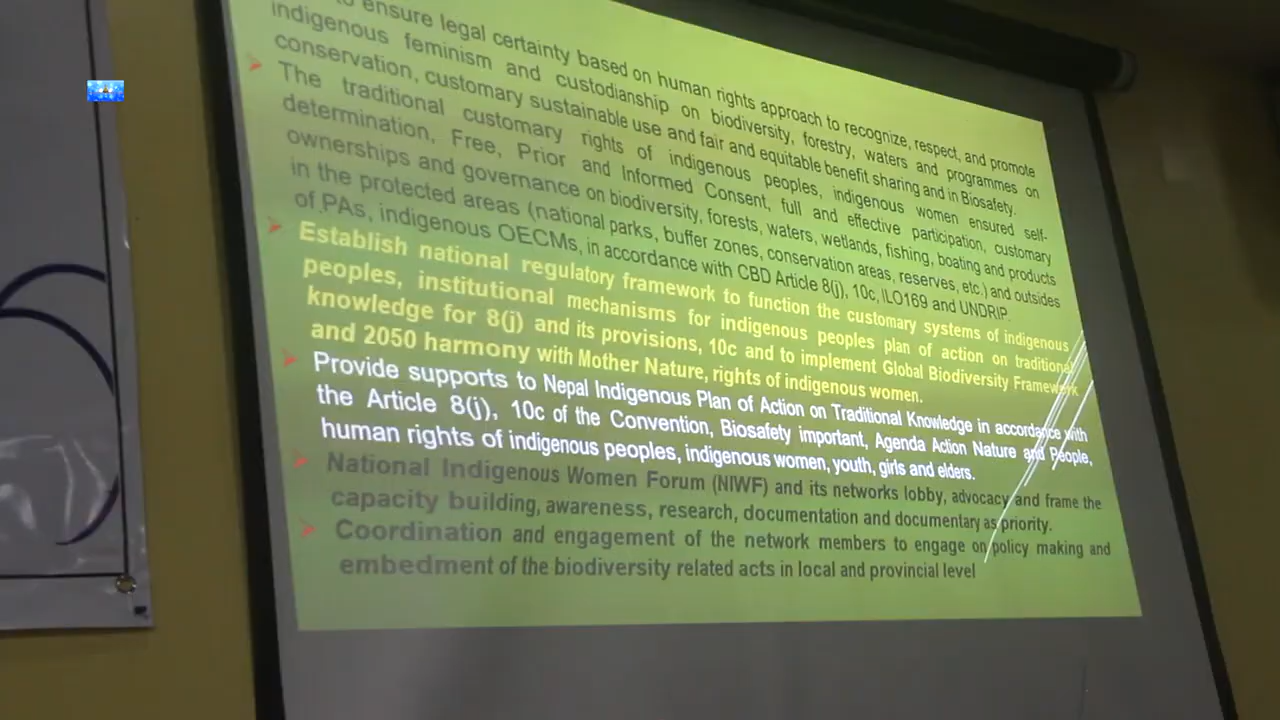 to ensure legal certainty based on human rights approach to recognize, respect, and promote
indigenous feminism and custodianship on biodiversity, forestry, waters and programmes on
conservation, customary sustainable use and fair and equitable benefit sharing and in Biosafety.
The traditional customary rights of indigenous peoples, indigenous women ensured self-
determination, Free, Prior and Informed Consent, full and effective participation, customary
ownerships and governance on biodiversity, forests, waters, wetlands, fishing, boating and products
in the protected areas (national parks, buffer zones, conservation areas, reserves, etc.) and outsides
of PAs, indigenous OECMs, in accordance with CBD Article 8(j), 10c, ILO169 and UNDRIP.
Establish national regulatory framework to function the customary systems of indigenous
peoples, institutional mechanisms for indigenous peoples plan of action on traditional
knowledge for 8(j) and its provisions, 10c and to implement Global Biodiversity Framework
and 2050 harmony with Mother Nature, rights of indigenous women.
Provide supports to Nepal Indigenous Plan of Action on Traditional Knowledge in accordance with
the Article 8(j), 10c of the Convention, Biosafety important, Agenda Action Nature and People,
human rights of indigenous peoples, indigenous women, youth, girls and elders.
National Indigenous Women Forum (NIWF) and its networks lobby, advocacy and frame the
capacity building, awareness, research, documentation and documentary as priority.
Coordination and engagement of the network members to engage on policy making and
embedment of the biodiversity related acts in local and provincial level